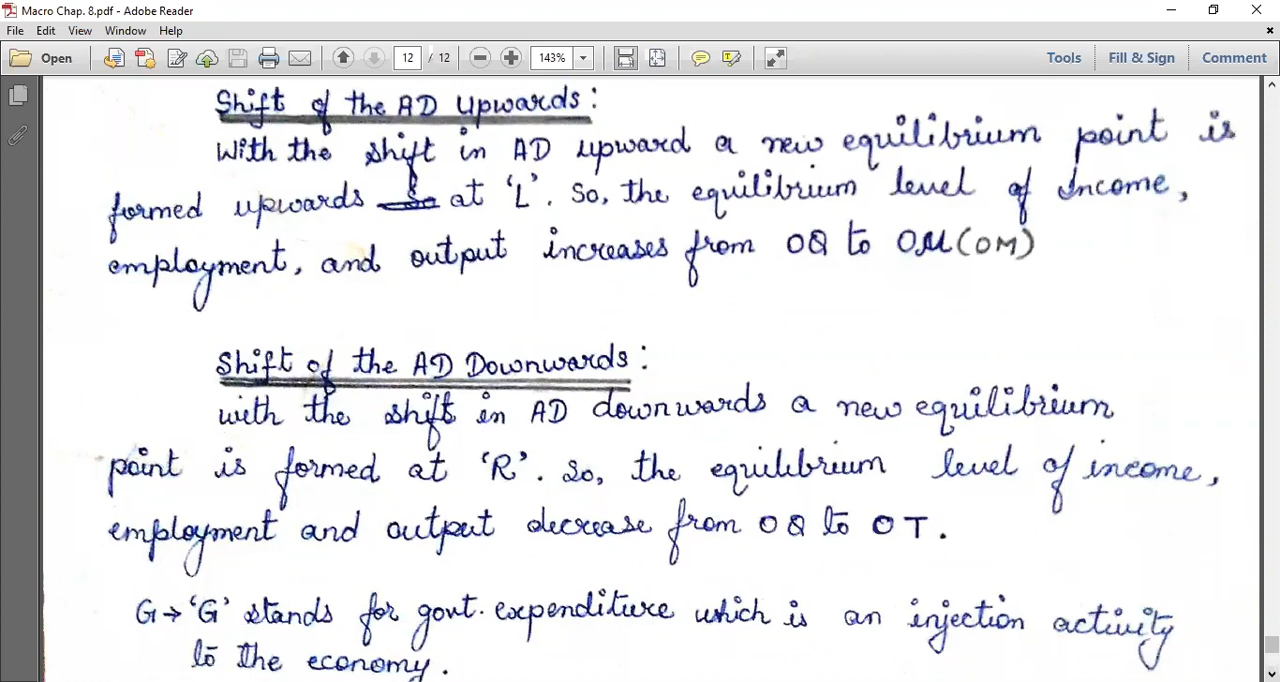 Macro Chap. 8.pdf - Adobe Reader
File Edit View Window Help
Open 12 / 12 143% Tools Fill & Sign Comment
Shift of the AD Upwards:
With the shift in AD upward a new equilibrium point is
formed upwards So at 'L'. So, the equilibrium level of Income,
employment, and output increases from OQ to OM (OM)
Shift of the AD Downwards:
with the shift in AD downwards a new equilibrium
point is formed at 'R'. So, the equilibrium level of income,
employment and output decrease from OQ to OT.
G→ 'G' stands for govt. expenditure which is an injection activity
to the economy.